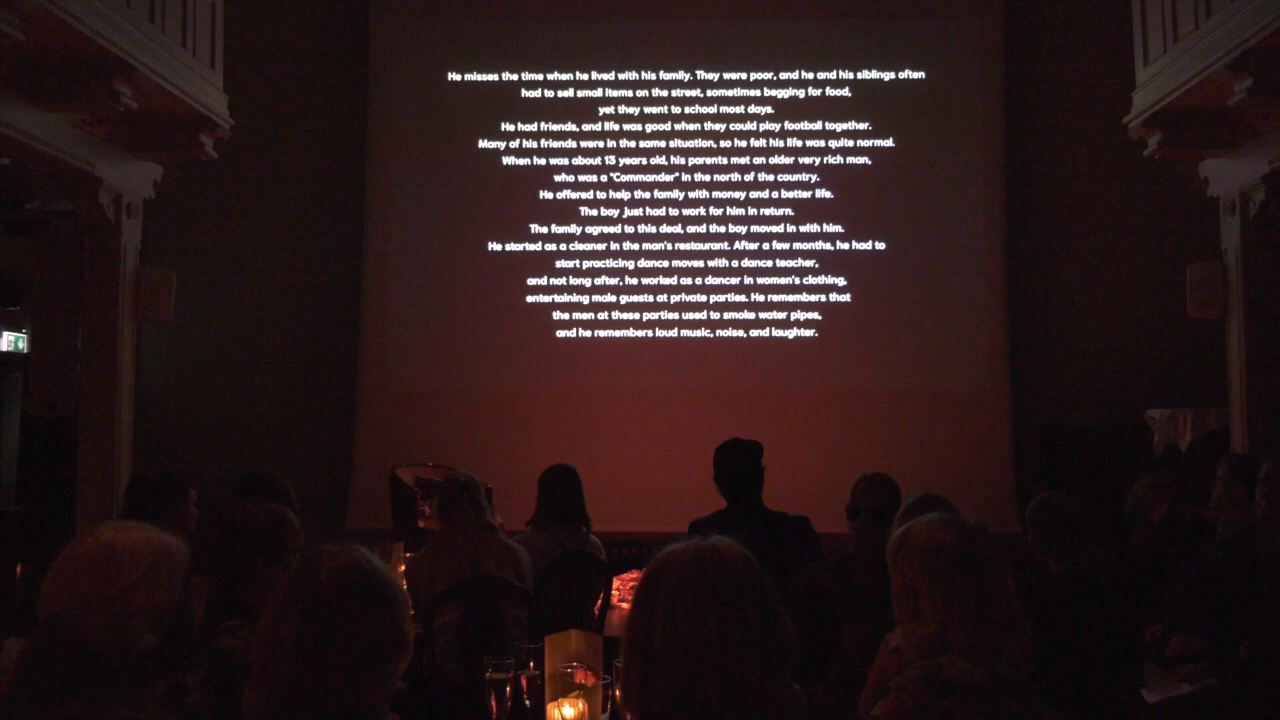 He misses the time when he lived with his family. They were poor, and he and his siblings often
had to sell small items on the street, sometimes begging for food,
yet they went to school most days.
He had friends, and life was good when they could play football together.
Many of his friends were in the same situation, so he felt his life was quite normal.
When he was about 13 years old, his parents met an older very rich man,
who was a "Commander" in the north of the country.
He offered to help the family with money and a better life.
The boy just had to work for him in return.
The family agreed to this deal, and the boy moved in with him.
He started as a cleaner in the man's restaurant. After a few months, he had to
start practicing dance moves with a dance teacher,
and not long after, he worked as a dancer in women's clothing,
entertaining male guests at private parties. He remembers that
the men at these parties used to smoke water pipes,
and he remembers loud music, noise, and laughter.